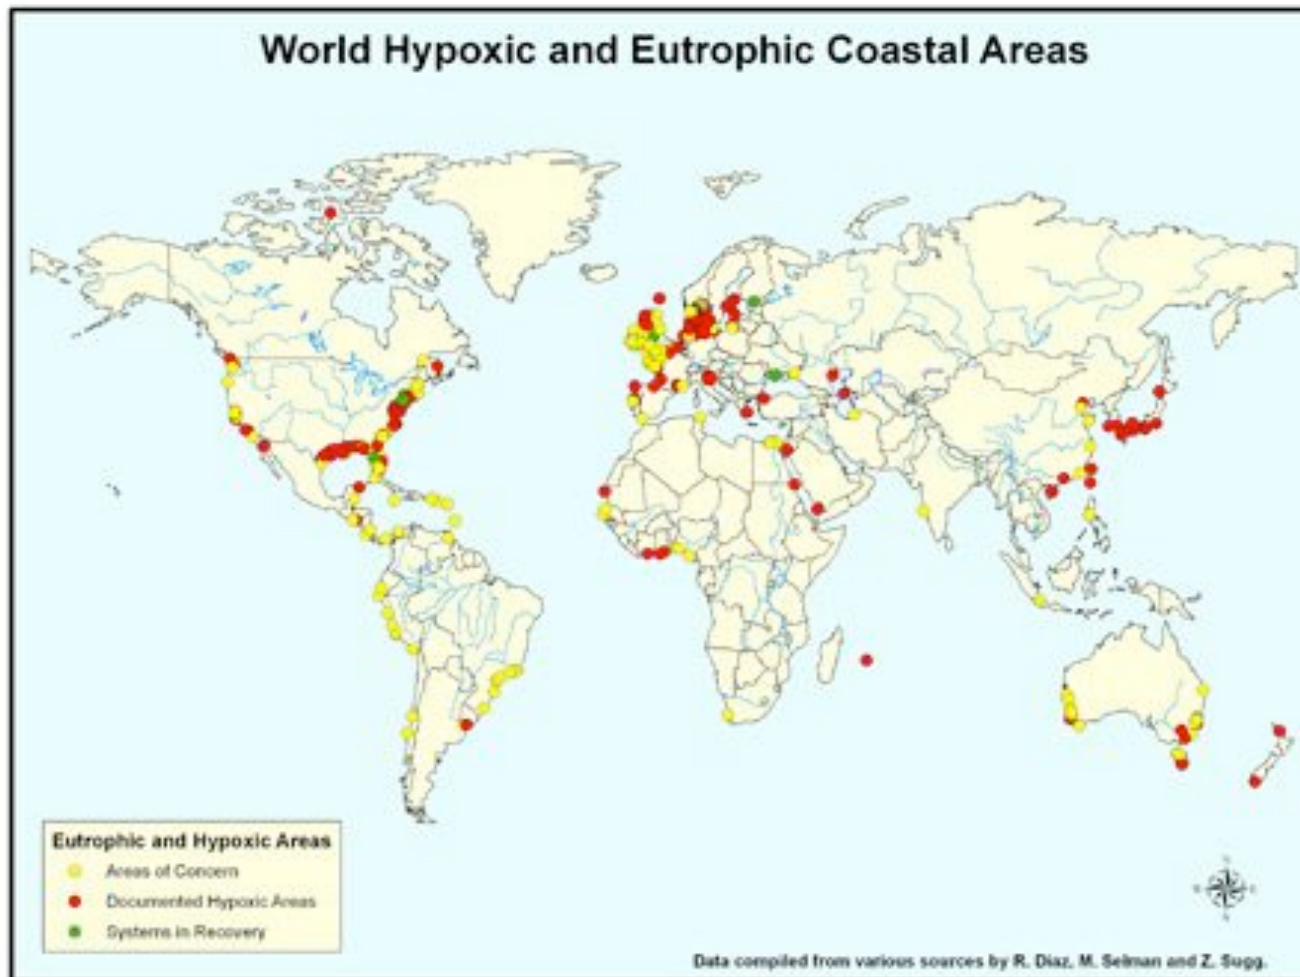 World Hypoxic and Eutrophic Coastal Areas
Eutrophic and Hypoxic Areas
Areas of Concern
Documented Hypoxic Areas
Systems in Recovery
Data compiled from various sources by R. Diaz, M. Selman and Z. Sugg.